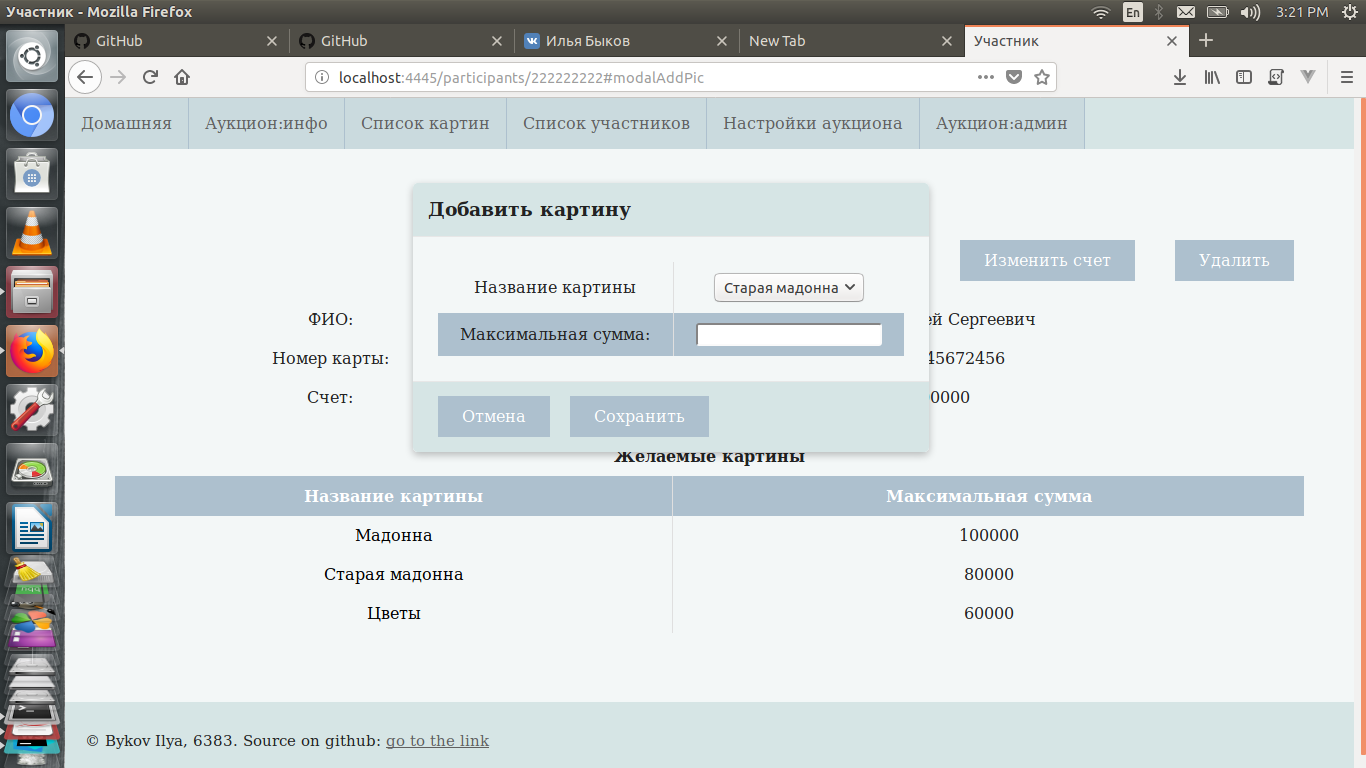 Участник - Mozilla Firefox
En
3:21 PM
GitHub
GitHub
Илья Быков
New Tab
Участник
localhost:4445/participants/222222222#modalAddPic
Домашняя
Аукцион:инфо
Список картин
Список участников
Настройки аукциона
Аукцион:админ
Добавить картину
Изменить счет
Удалить
Название картины
Старая мадонна
Максимальная сумма:
ФИО:
Сергеевич
Номер карты:
45672456
Счет:
0000
Отмена
Сохранить
Желаемые картины
Название картины Максимальная сумма
Мадонна 100000
Старая мадонна 80000
Цветы 60000
© Bykov Ilya, 6383. Source on github: go to the link